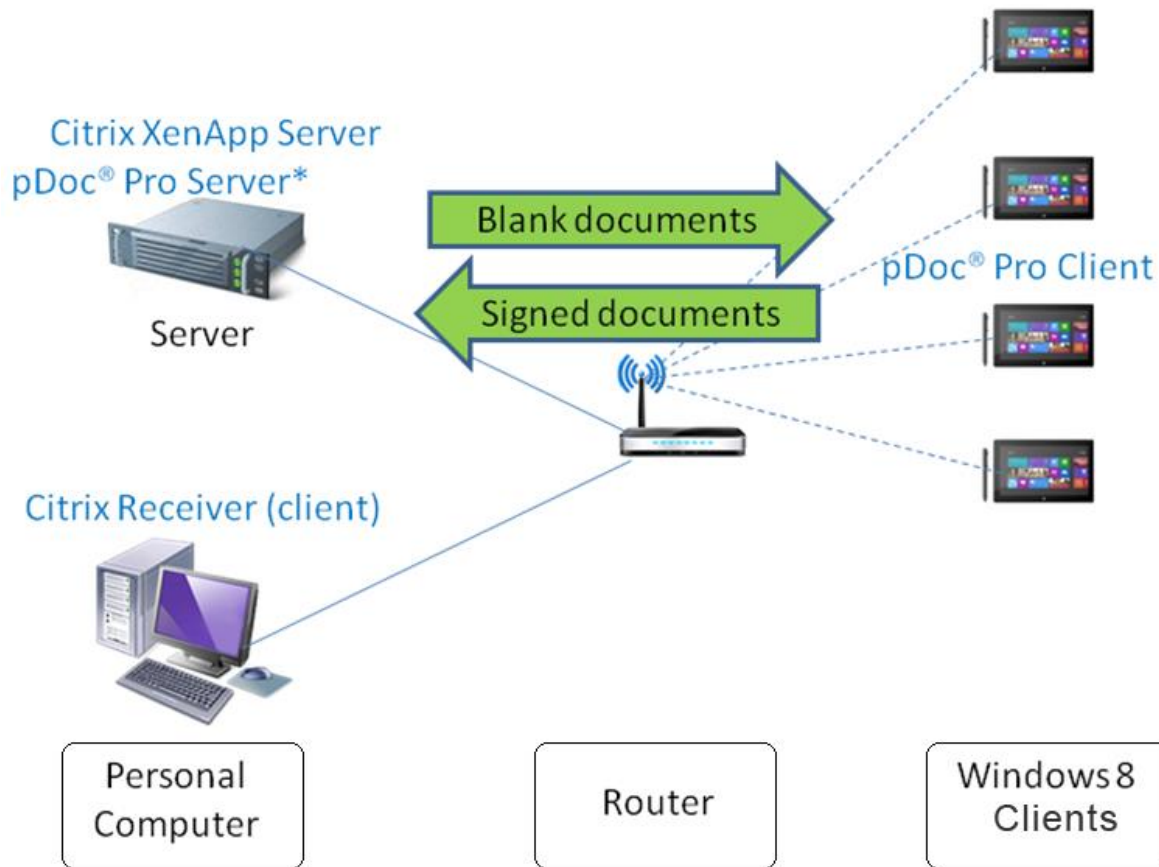 Citrix XenApp Server
pDoc® Pro Server*
Server
Blank documents
Signed documents
pDoc® Pro Client
Citrix Receiver (client)
Personal
Computer
Router
Windows 8
Clients